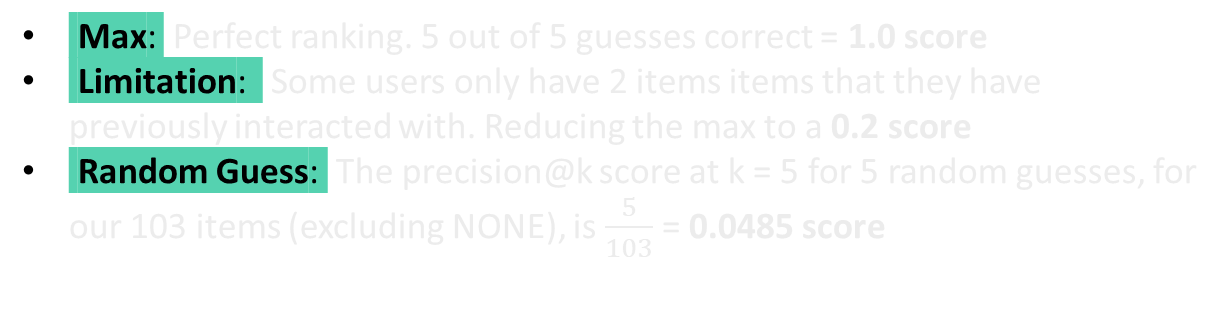 • Max: Perfect ranking. 5 out of 5 guesses correct = 1.0 score
• Limitation: Some users only have 2 items items that they have
previously interacted with. Reducing the max to a 0.2 score
• Random Guess: The precision@k score at k = 5 for 5 random guesses, for
our 103 items (excluding NONE), is 5/103 = 0.0485 score